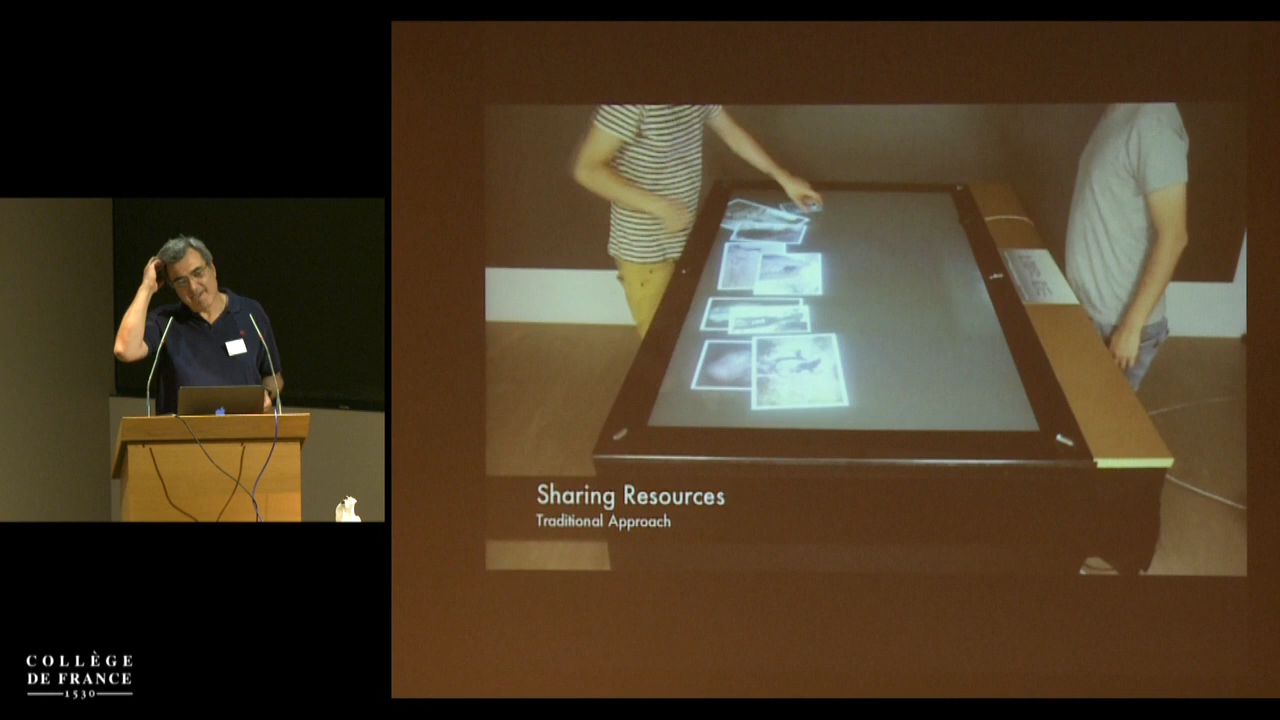 Sharing Resources
Traditional Approach
COLLÈGE
DE FRANCE
1530